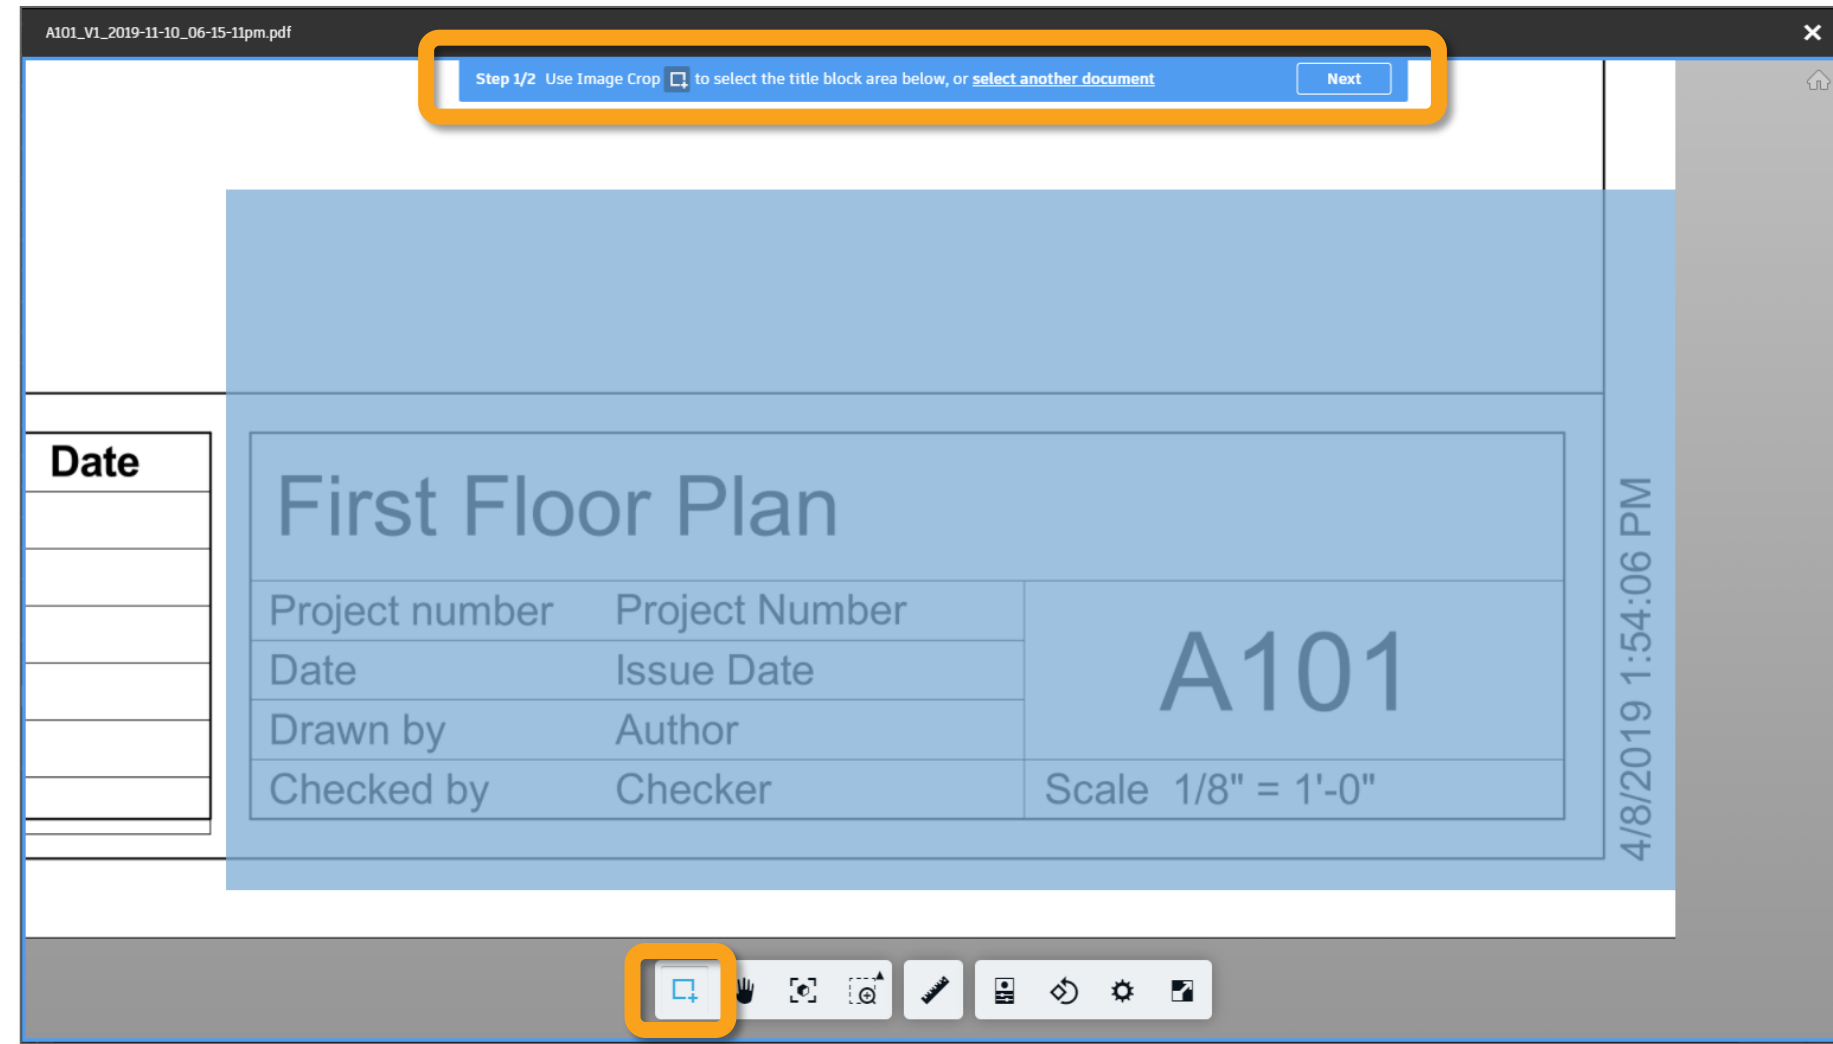 A101_V1_2019-11-10_06-15-11pm.pdf
Step 1/2 Use Image Crop to select the title block area below, or select another document
Next
Date
First Floor Plan
Project number Project Number
Date Issue Date
Drawn by Author
Checked by Checker
A101
Scale 1/8" = 1'-0"
4/8/2019 1:54:06 PM